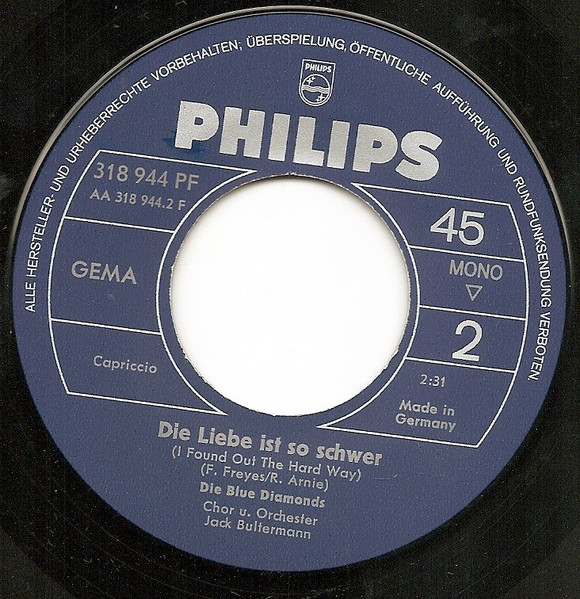 ALLE HERSTELLER- UND URHEBERRECHTE VORBEHALTEN; ÜBERSPIELUNG, ÖFFENTLICHE AUFFÜHRUNG UND RUNDFUNKSENDUNG VERBOTEN.
PHILIPS
PHILIPS
318 944 PF
AA 318 944.2 F
GEMA
Capriccio
45
MONO
2
2:31
Made in
Germany
Die Liebe ist so schwer
(I Found Out The Hard Way)
(F. Freyes/R. Arnie)
Die Blue Diamonds
Chor u. Orchester
Jack Bultermann